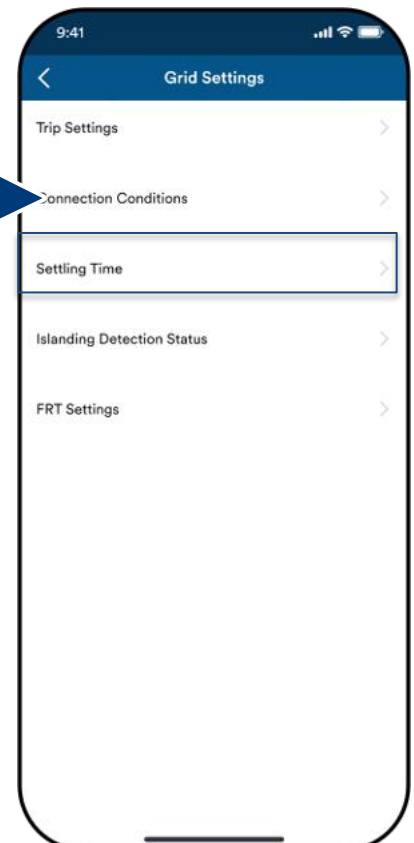 9:41
Grid Settings
Trip Settings
Connection Conditions
Settling Time
Islanding Detection Status
FRT Settings